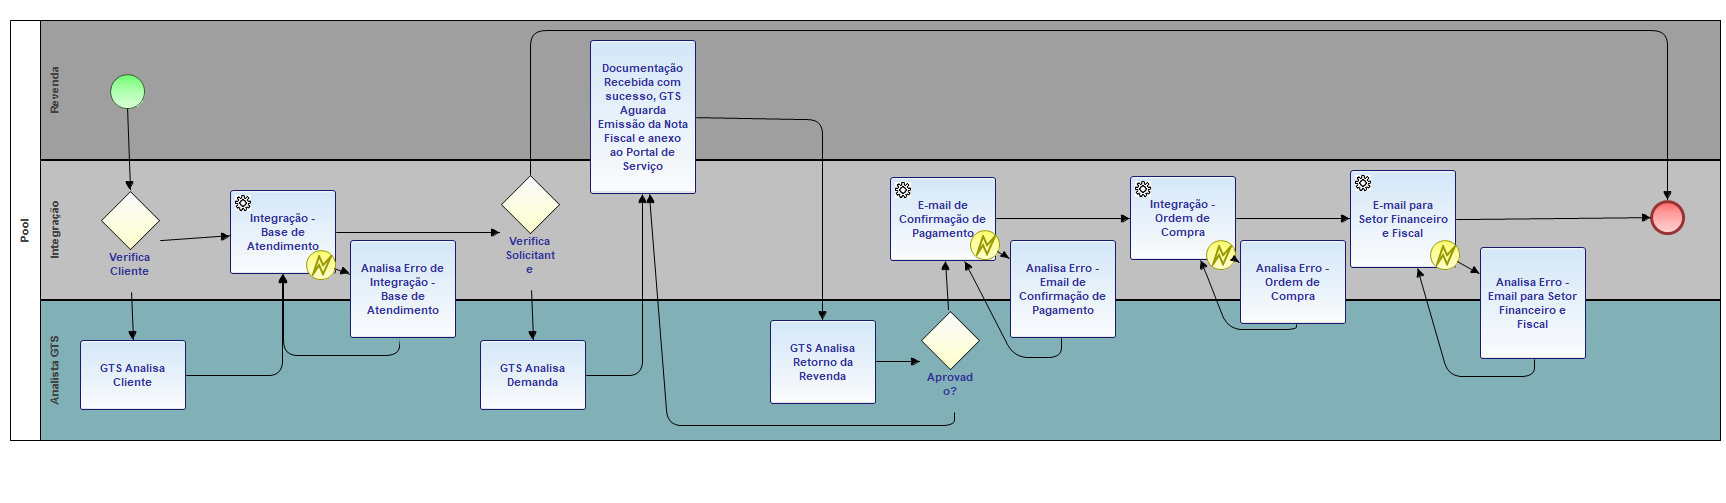 Pool
Revenda
Integração
Analista GTS
Verifica
Cliente
GTS Analisa
Cliente
Integração -
Base de
Atendimento
Analisa Erro de
Integração -
Base de
Atendimento
Verifica
Solicitant
e
GTS Analisa
Demanda
Documentação
Recebida com
sucesso, GTS
Aguarda
Emissão da Nota
Fiscal e anexo
ao Portal de
Serviço
GTS Analisa
Retorno da
Revenda
Aprovad
o?
E-mail de
Confirmação de
Pagamento
Analisa Erro -
Email de
Confirmação de
Pagamento
Integração -
Ordem de
Compra
Analisa Erro -
Ordem de
Compra
E-mail para
Setor Financeiro
e Fiscal
Analisa Erro -
Email para Setor
Financeiro e
Fiscal